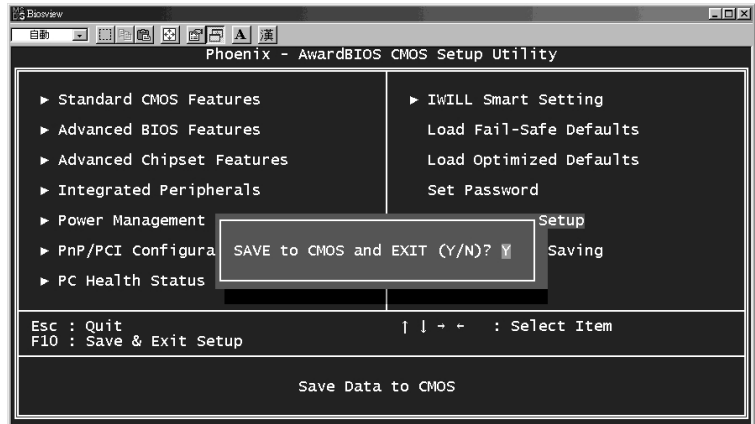 Biosview
自動
A 漢
Phoenix - AwardBIOS CMOS Setup Utility
► Standard CMOS Features
► Advanced BIOS Features
► Advanced Chipset Features
► Integrated Peripherals
► Power Management
► PnP/PCI Configura
► PC Health Status
► IWILL Smart Setting
Load Fail-Safe Defaults
Load Optimized Defaults
Set Password
Setup
Saving
SAVE to CMOS and EXIT (Y/N)? Y
Esc : Quit
F10 : Save & Exit Setup
↑ ↓ → ← : Select Item
Save Data to CMOS